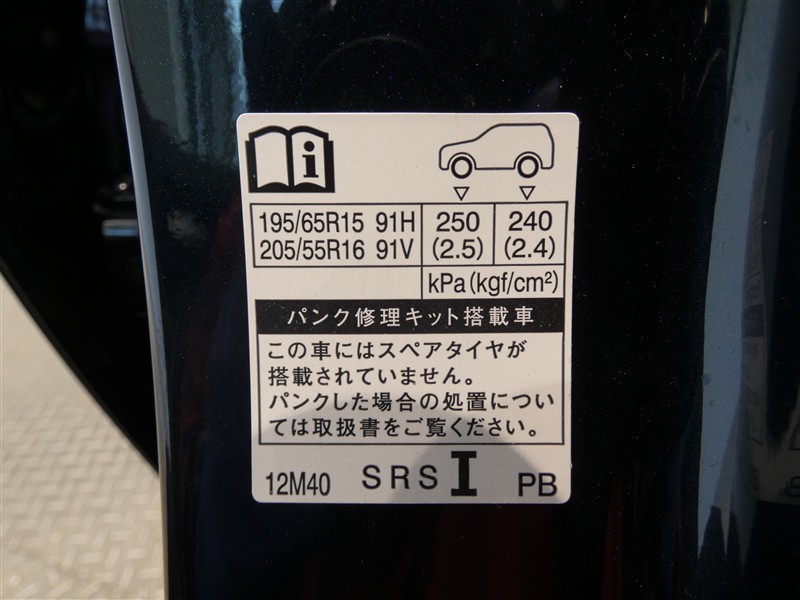 195/65R15 91H 250 240
205/55R16 91V (2.5) (2.4)
kPa(kgf/cm²)
パンク修理キット搭載車
この車にはスペアタイヤが
搭載されていません。
パンクした場合の処置につい
ては取扱書をご覧ください。
12M40 SRS I PB